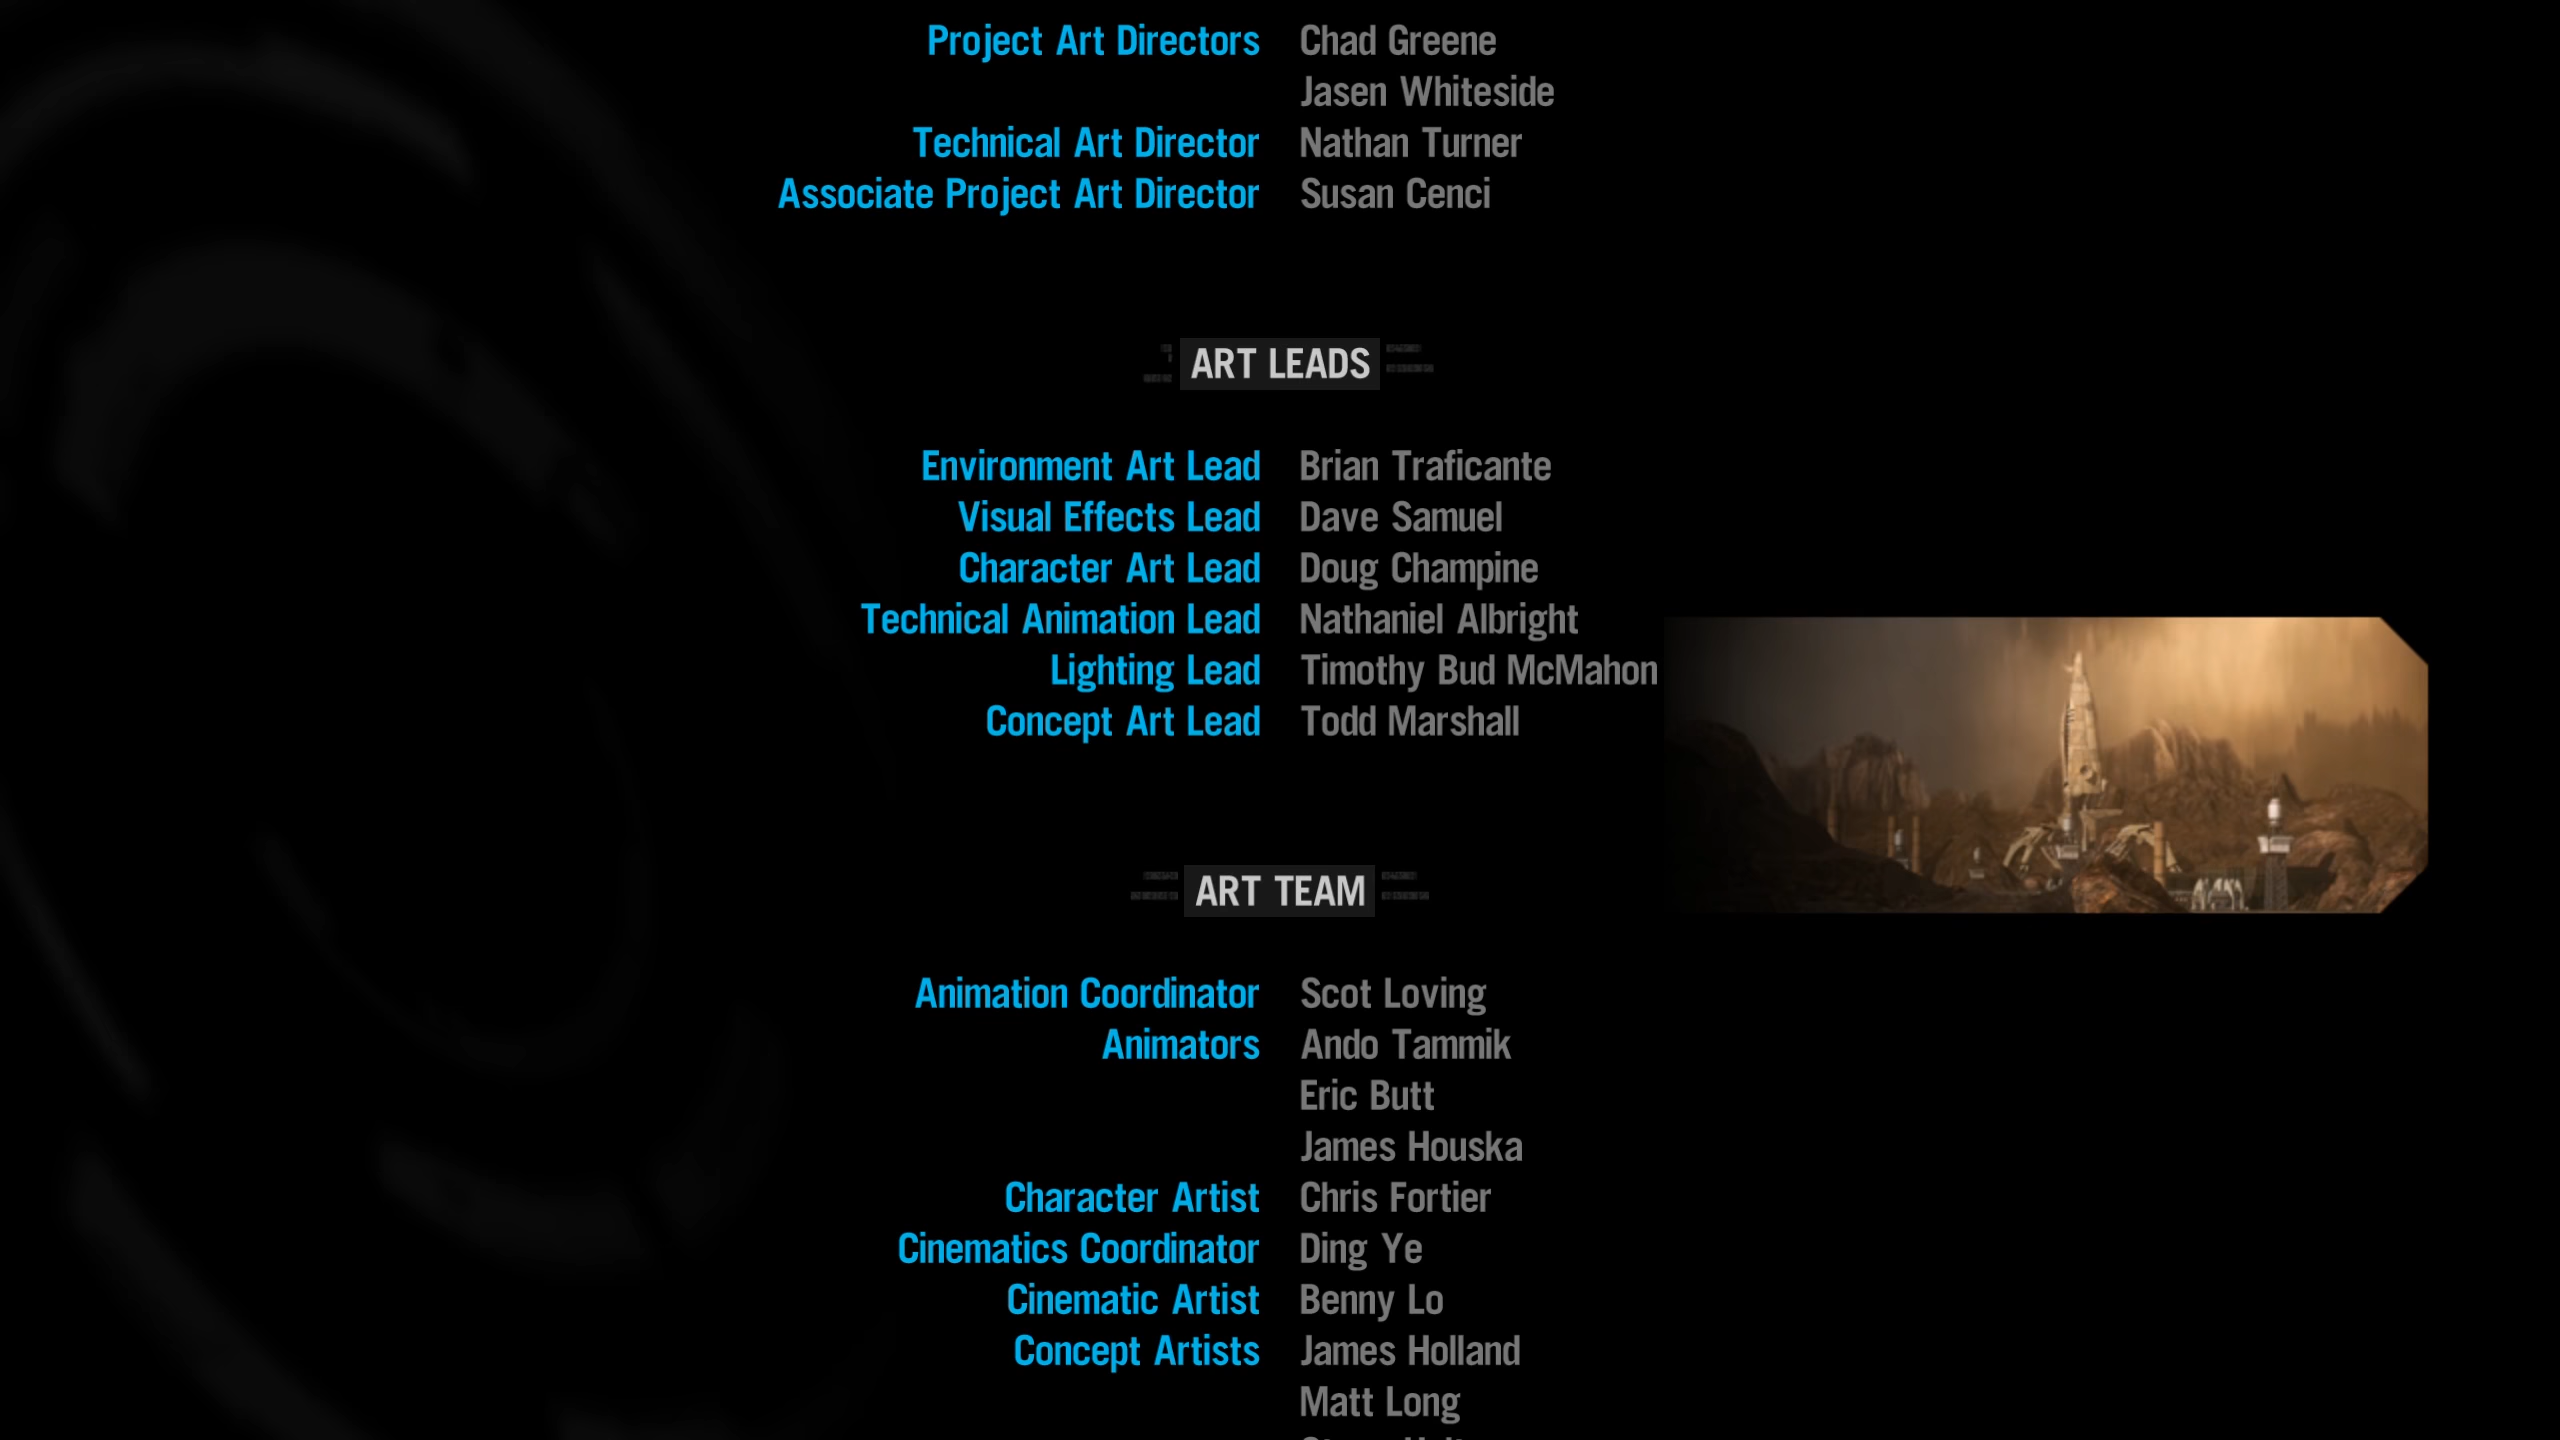 Project Art Directors Chad Greene
Jasen Whiteside
Technical Art Director Nathan Turner
Associate Project Art Director Susan Cenci
ART LEADS
Environment Art Lead Brian Traficante
Visual Effects Lead Dave Samuel
Character Art Lead Doug Champine
Technical Animation Lead Nathaniel Albright
Lighting Lead Timothy Bud McMahon
Concept Art Lead Todd Marshall
ART TEAM
Animation Coordinator Scot Loving
Animators Ando Tammik
Eric Butt
James Houska
Character Artist Chris Fortier
Cinematics Coordinator Ding Ye
Cinematic Artist Benny Lo
Concept Artists James Holland
Matt Long